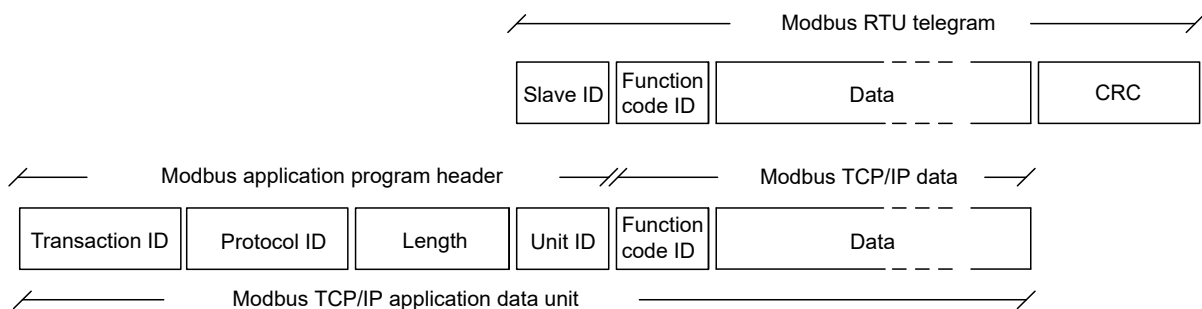 Modbus RTU telegram
Slave ID
Function
code ID
Data
CRC
Modbus application program header
Modbus TCP/IP data
Transaction ID
Protocol ID
Length
Unit ID
Function
code ID
Data
Modbus TCP/IP application data unit